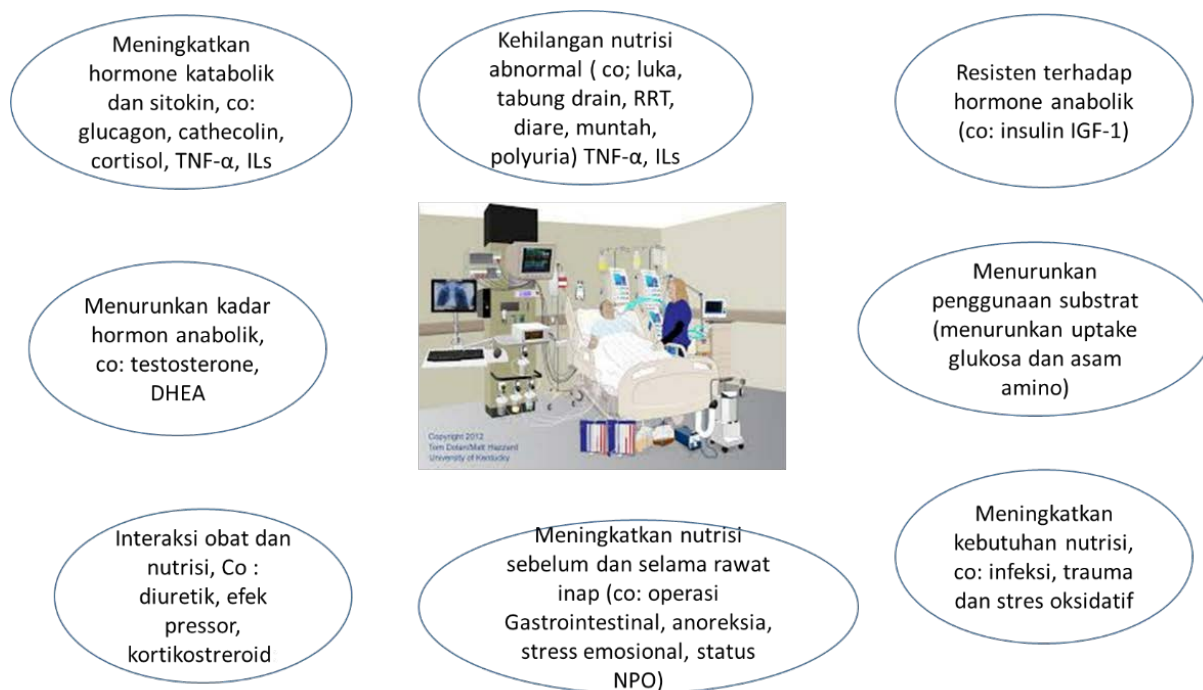 Meningkatkan
hormone katabolik
dan sitokin, co:
glucagon, cathecolin,
cortisol, TNF-α, ILs
Kehilangan nutrisi
abnormal ( co; luka,
tabung drain, RRT,
diare, muntah,
polyuria) TNF-α, ILs
Resisten terhadap
hormone anabolik
(co: insulin IGF-1)
Menurunkan kadar
hormon anabolik,
co: testosterone,
DHEA
Copyright 2012
Tom Dolan/Matt Hazzard
University of Kentucky
Menurunkan
penggunaan substrat
(menurunkan uptake
glukosa dan asam
amino)
Interaksi obat dan
nutrisi, Co :
diuretik, efek
pressor,
kortikostreroid
Meningkatkan nutrisi
sebelum dan selama rawat
inap (co: operasi
Gastrointestinal, anoreksia,
stress emosional, status
NPO)
Meningkatkan
kebutuhan nutrisi,
co: infeksi, trauma
dan stres oksidatif